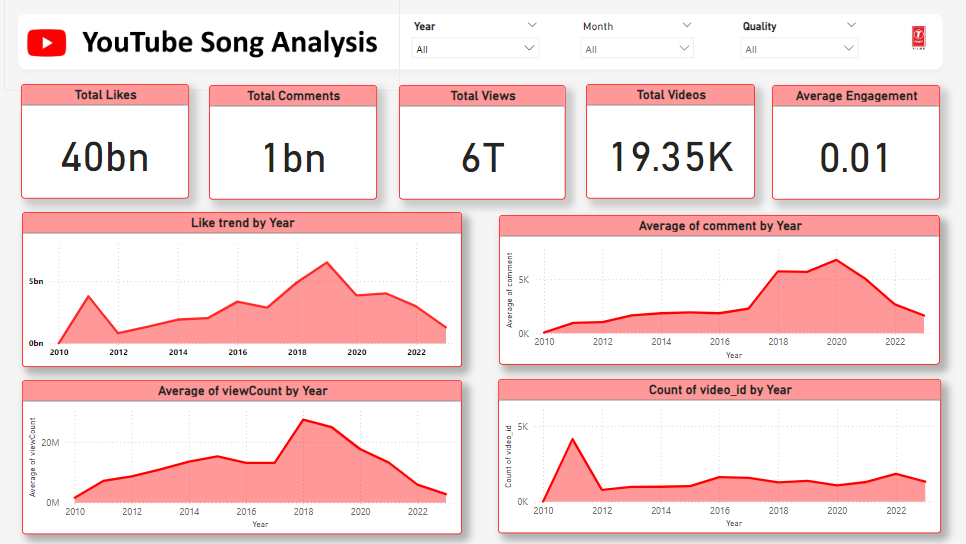 YouTube Song Analysis
Year
Month
Quality
All
All
All
Total Likes
Total Comments
Total Views
Total Videos
Average Engagement
40bn
1bn
6T
19.35K
0.01
Like trend by Year
5bn
0bn
2010 2012 2014 2016 2018 2020 2022
Average of comment by Year
Average of comment
5K
0K
2010 2012 2014 2016 2018 2020 2022
Year
Average of viewCount by Year
Average of viewCount
20M
0M
2010 2012 2014 2016 2018 2020 2022
Year
Count of video_id by Year
Count of video_id
5K
0K
2010 2012 2014 2016 2018 2020 2022
Year